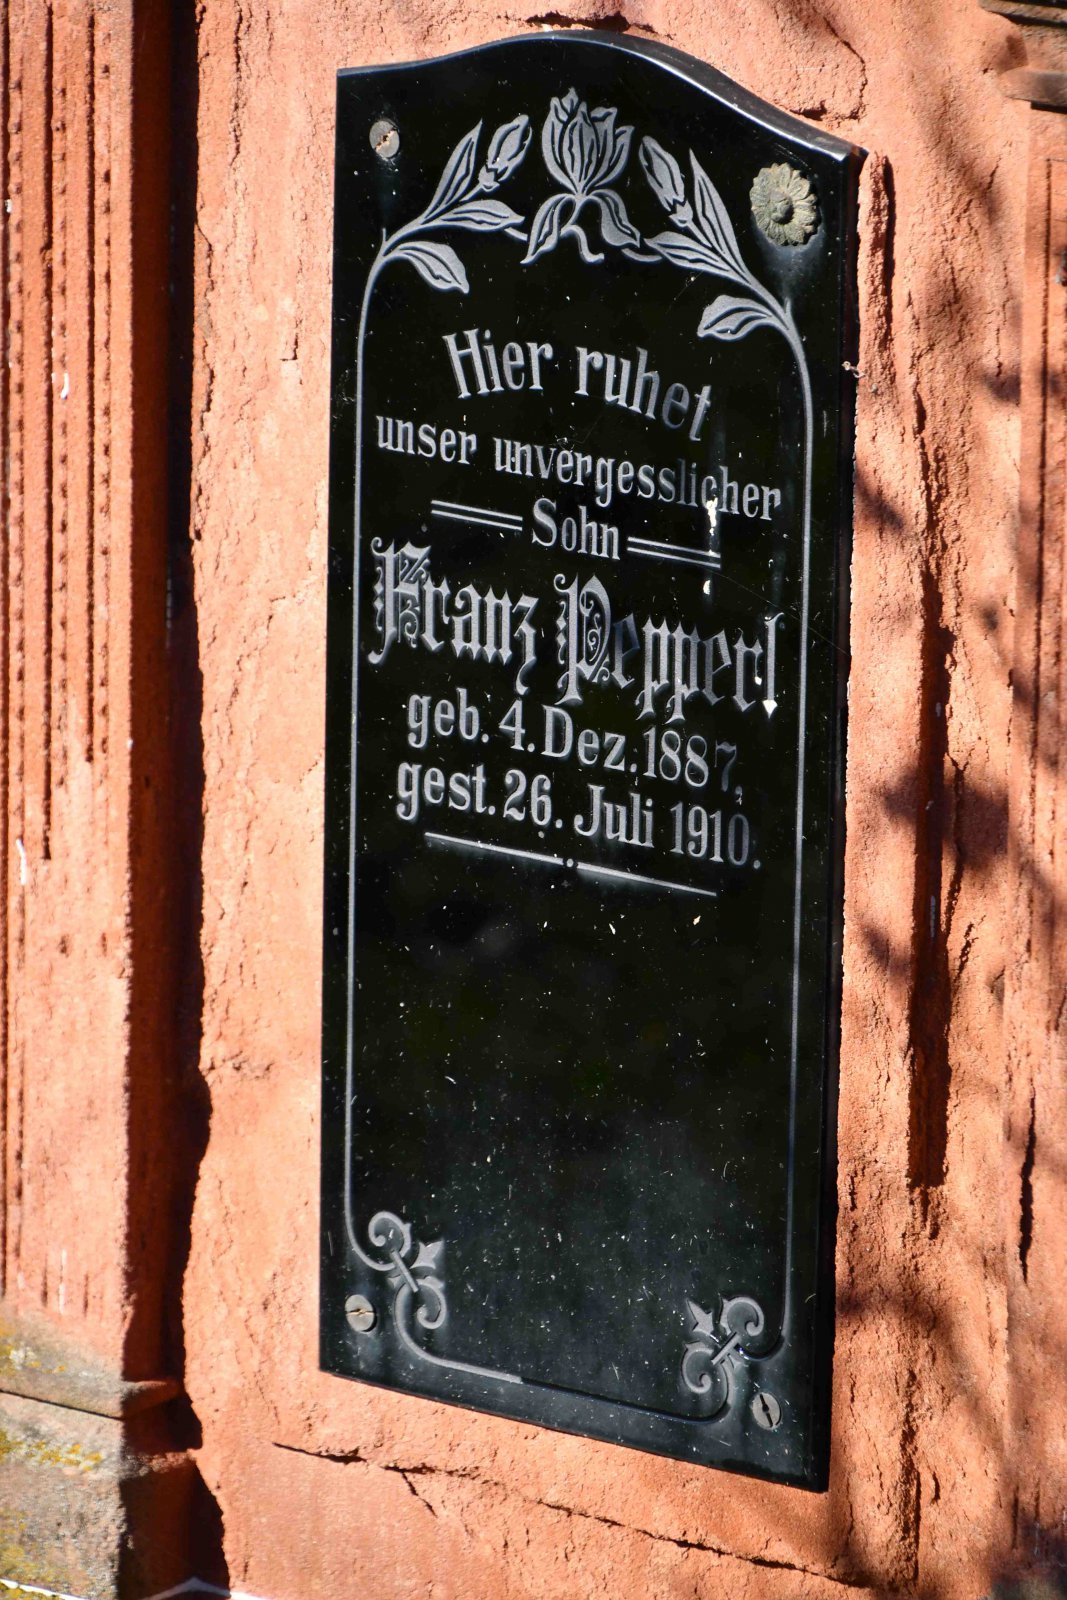 Hier ruhet
unser unvergesslicher
Sohn
Franz Pepperl
geb. 4. Dez. 1887,
gest. 26. Juli 1910.